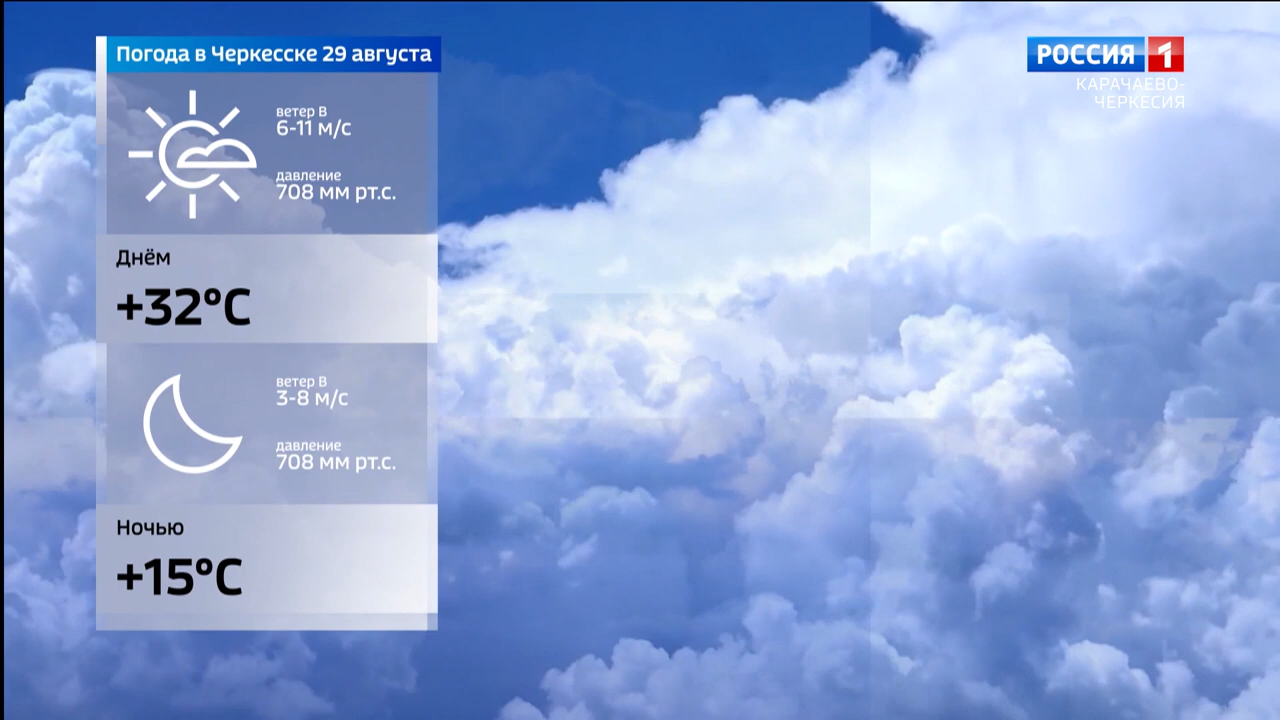 Погода в Черкесске 29 августа
ветер В
6-11 м/с
давление
708 мм рт.с.
Днём
+32°C
ветер В
3-8 м/с
давление
708 мм рт.с.
Ночью
+15°C
РОССИЯ 1
КАРАЧАЕВО-
ЧЕРКЕСИЯ